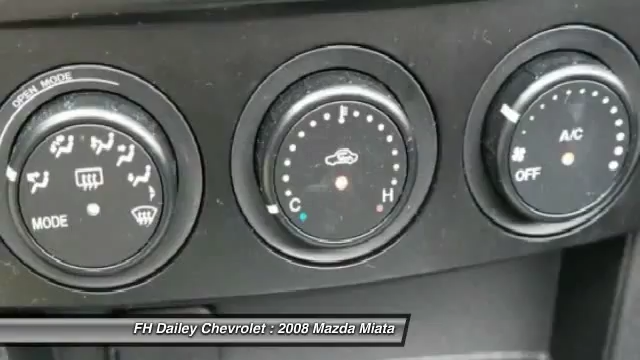 OPEN MODE
MODE
C
H
A/C
OFF
FH Dailey Chevrolet : 2008 Mazda Miata